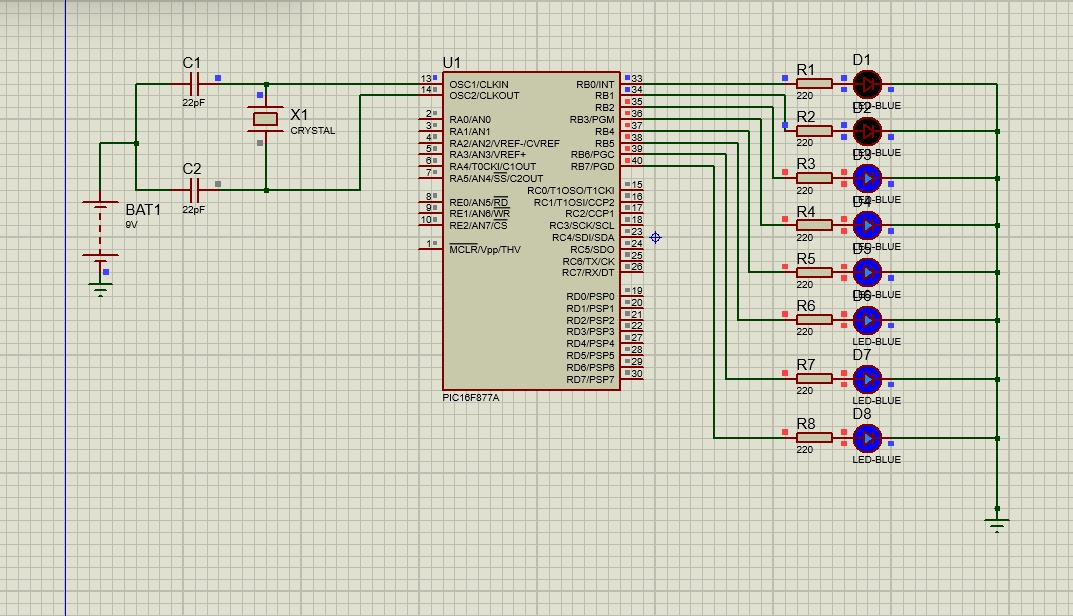 C1
22pF
X1
CRYSTAL
C2
22pF
BAT1
9V
U1
13 OSC1/CLKIN
14 OSC2/CLKOUT
2 RA0/AN0
3 RA1/AN1
4 RA2/AN2/VREF-/CVREF
5 RA3/AN3/VREF+
6 RA4/T0CKI/C1OUT
7 RA5/AN4/SS/C2OUT
8 RE0/AN5/RD
9 RE1/AN6/WR
10 RE2/AN7/CS
1 MCLR/Vpp/THV
RB0/INT 33
RB1 34
RB2 35
RB3/PGM 36
RB4 37
RB5 38
RB6/PGC 39
RB7/PGD 40
RC0/T1OSO/T1CKI 15
RC1/T1OSI/CCP2 16
RC2/CCP1 17
RC3/SCK/SCL 18
RC4/SDI/SDA 23
RC5/SDO 24
RC6/TX/CK 25
RC7/RX/DT 26
RD0/PSP0 19
RD1/PSP1 20
RD2/PSP2 21
RD3/PSP3 22
RD4/PSP4 27
RD5/PSP5 28
RD6/PSP6 29
RD7/PSP7 30
PIC16F877A
R1
220
D1
LED-BLUE
R2
220
D2
LED-BLUE
R3
220
D3
LED-BLUE
R4
220
D4
LED-BLUE
R5
220
D5
LED-BLUE
R6
220
D6
LED-BLUE
R7
220
D7
LED-BLUE
R8
220
D8
LED-BLUE